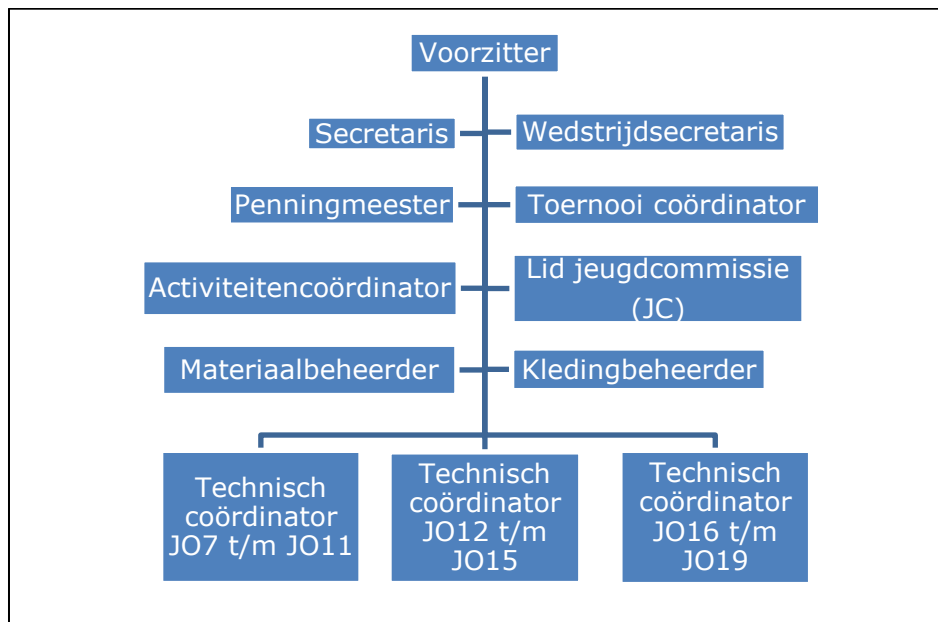 Voorzitter
Secretaris
Wedstrijdsecretaris
Penningmeester
Toernooi coördinator
Activiteitencoördinator
Lid jeugdcommissie
(JC)
Materiaalbeheerder
Kledingbeheerder
Technisch
coördinator
JO7 t/m JO11
Technisch
coördinator
JO12 t/m
JO15
Technisch
coördinator
JO16 t/m
JO19